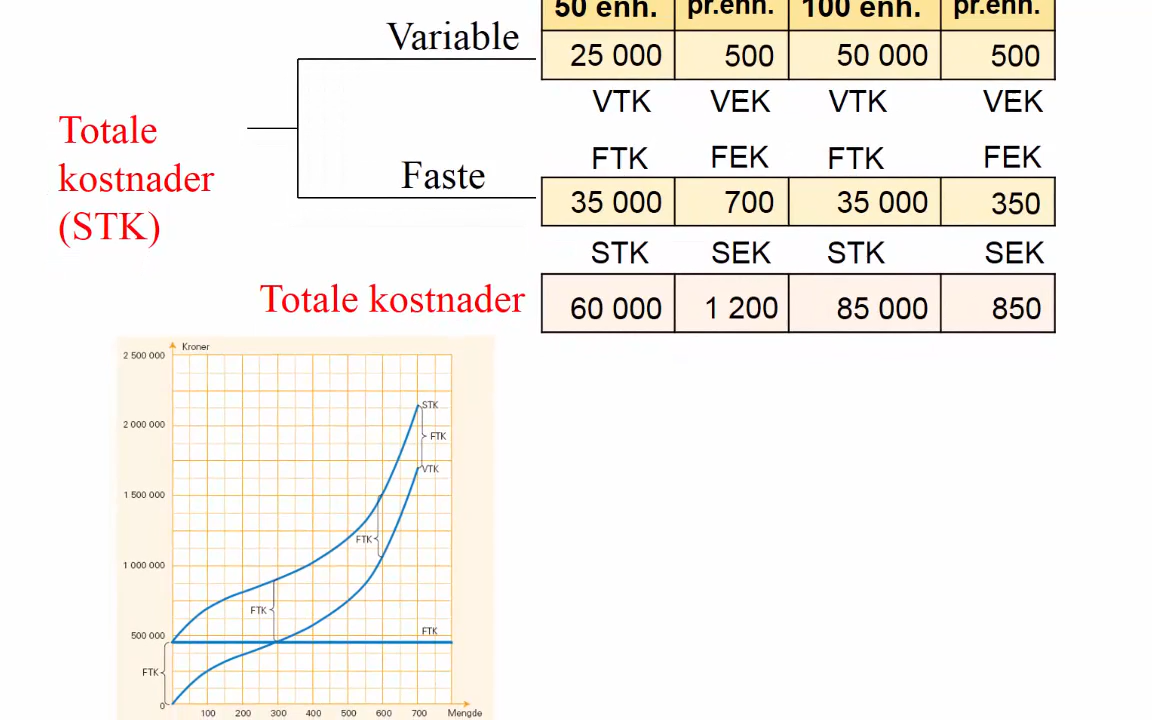 50 enh. pr.enh. 100 enh. pr.enh.
Variable 25 000 500 50 000 500
VTK VEK VTK VEK
Totale
kostnader
(STK)
FTK FEK FTK FEK
Faste 35 000 700 35 000 350
STK SEK STK SEK
Totale kostnader 60 000 1 200 85 000 850
Kroner
2 500 000
STK
2 000 000
FTK
VTK
1 500 000
FTK
1 000 000
FTK
500 000
FTK
FTK
0
100 200 300 400 500 600 700 Mengde